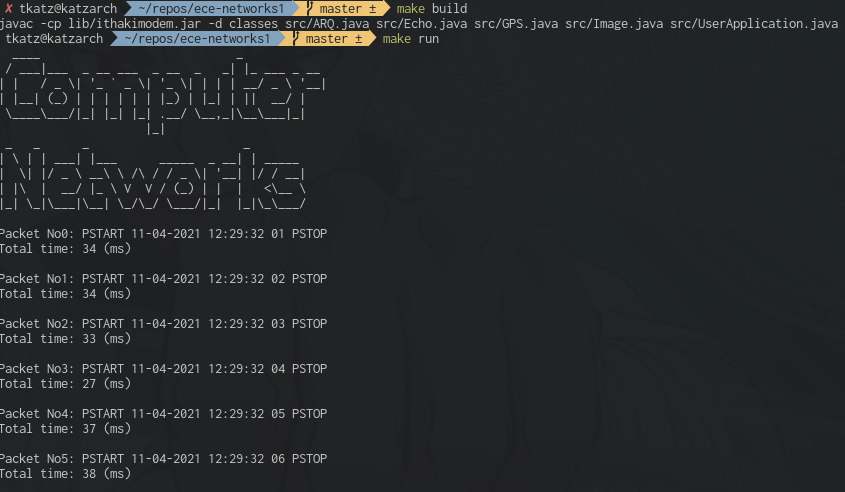 ✗ tkatz@katzarch ~/repos/ece-networks1 master ± make build
javac -cp lib/ithakimodem.jar -d classes src/ARQ.java src/Echo.java src/GPS.java src/Image.java src/UserApplication.java
tkatz@katzarch ~/repos/ece-networks1 master ± make run
Computer
Networks
Packet No0: PSTART 11-04-2021 12:29:32 01 PSTOP
Total time: 34 (ms)
Packet No1: PSTART 11-04-2021 12:29:32 02 PSTOP
Total time: 34 (ms)
Packet No2: PSTART 11-04-2021 12:29:32 03 PSTOP
Total time: 33 (ms)
Packet No3: PSTART 11-04-2021 12:29:32 04 PSTOP
Total time: 27 (ms)
Packet No4: PSTART 11-04-2021 12:29:32 05 PSTOP
Total time: 37 (ms)
Packet No5: PSTART 11-04-2021 12:29:32 06 PSTOP
Total time: 38 (ms)